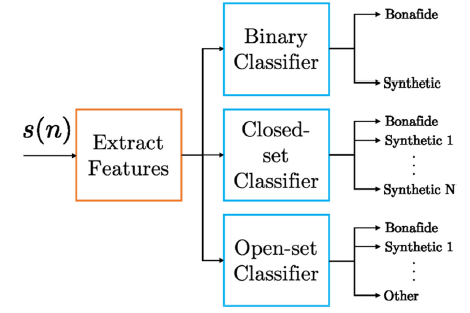 s(n)
Extract
Features
Binary
Classifier
Bonafide
Synthetic
Closed-
set
Classifier
Bonafide
Synthetic 1
Synthetic N
Open-set
Classifier
Bonafide
Synthetic 1
Other